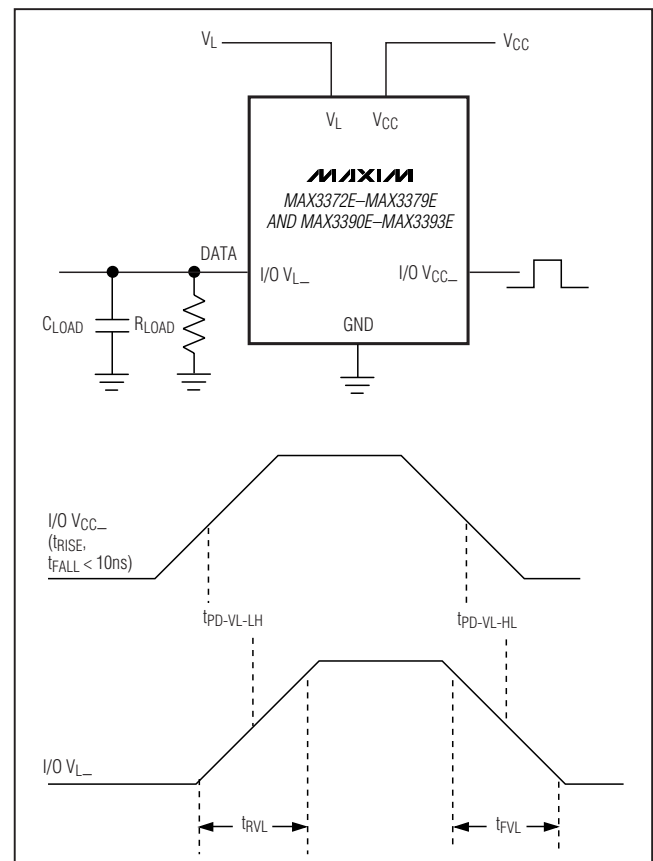 VL
VCC
VL VCC
MAXIM
MAX3372E–MAX3379E
AND MAX3390E–MAX3393E
DATA
I/O VL_
I/O VCC_
CLOAD
RLOAD
GND
I/O VCC_
(tRISE,
tFALL < 10ns)
tPD-VL-LH
tPD-VL-HL
I/O VL_
tRVL
tFVL